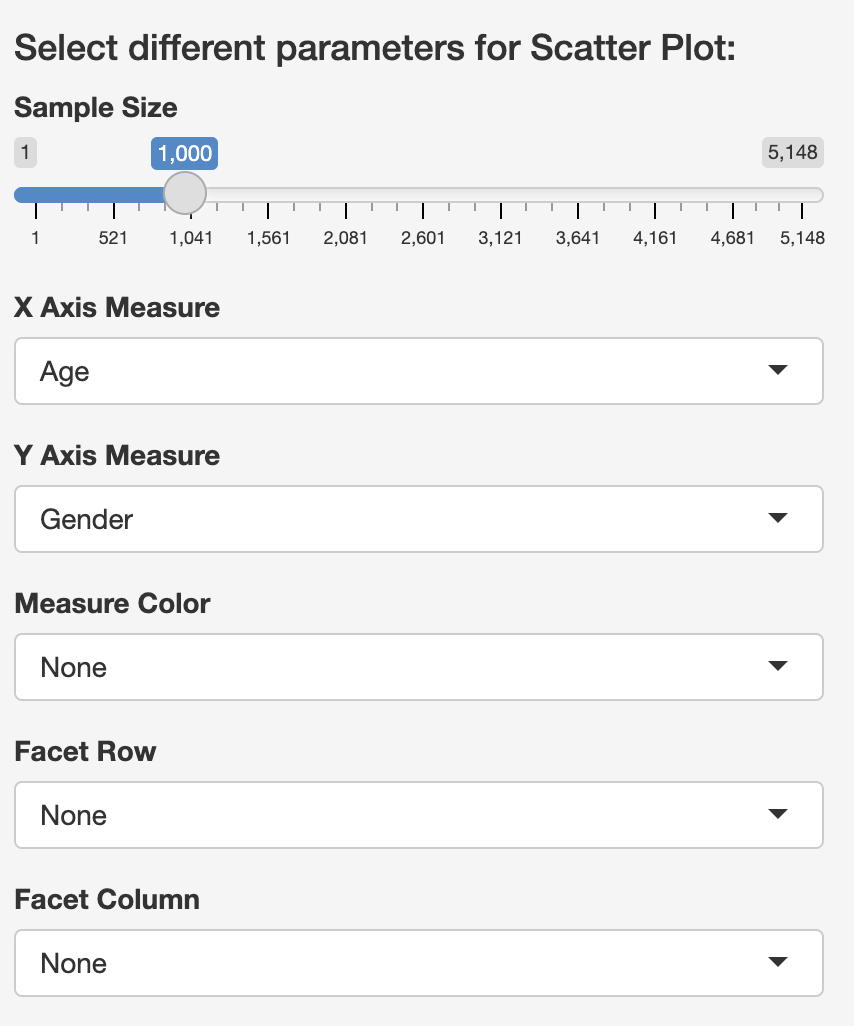 Select different parameters for Scatter Plot:
Sample Size
1 1,000 5,148
1 521 1,041 1,561 2,081 2,601 3,121 3,641 4,161 4,681 5,148
X Axis Measure
Age
Y Axis Measure
Gender
Measure Color
None
Facet Row
None
Facet Column
None